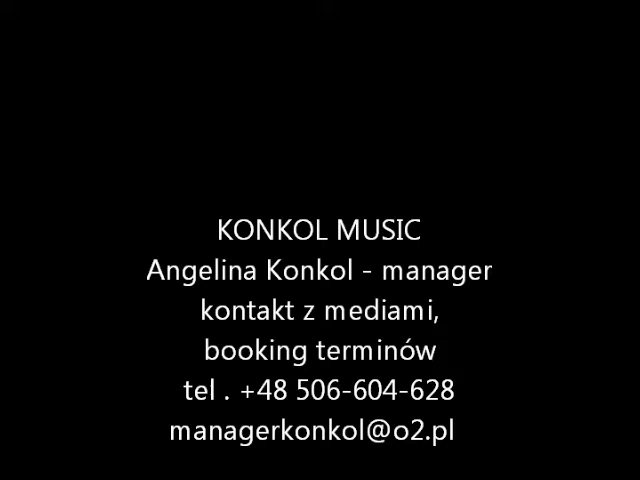 KONKOL MUSIC
Angelina Konkol - manager
kontakt z mediami,
booking terminów
tel . +48 506-604-628
managerkonkol@o2.pl